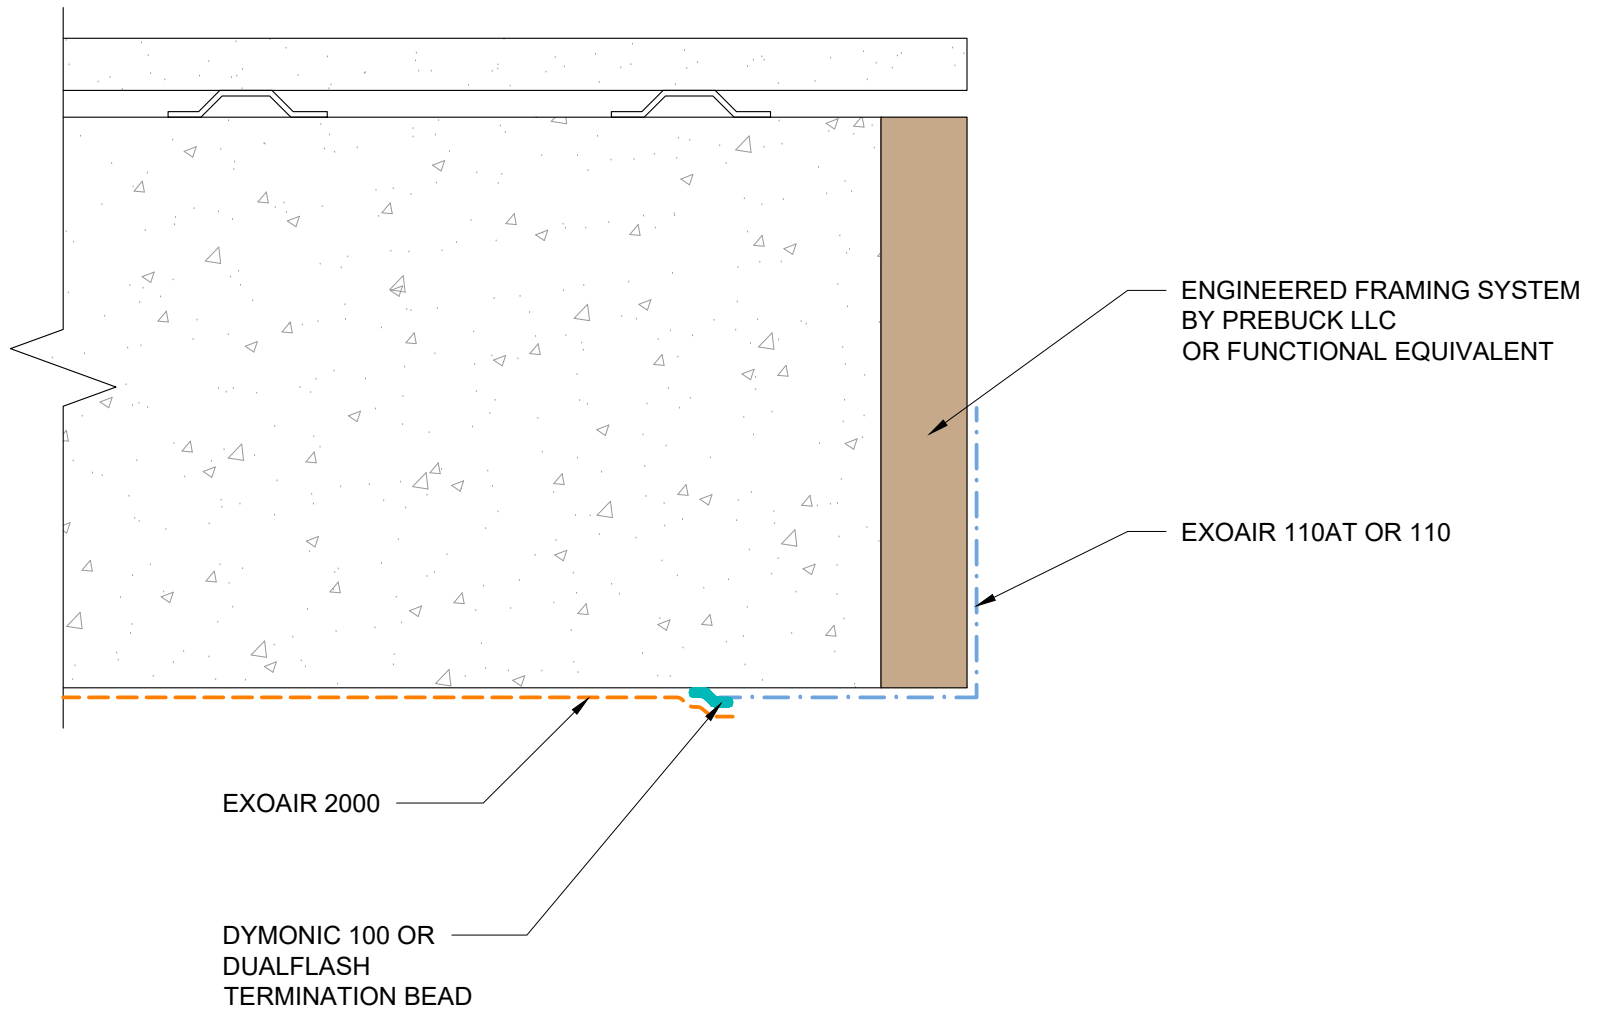 ENGINEERED FRAMING SYSTEM
BY PREBUCK LLC
OR FUNCTIONAL EQUIVALENT
EXOAIR 110AT OR 110
EXOAIR 2000
DYMONIC 100 OR
DUALFLASH
TERMINATION BEAD